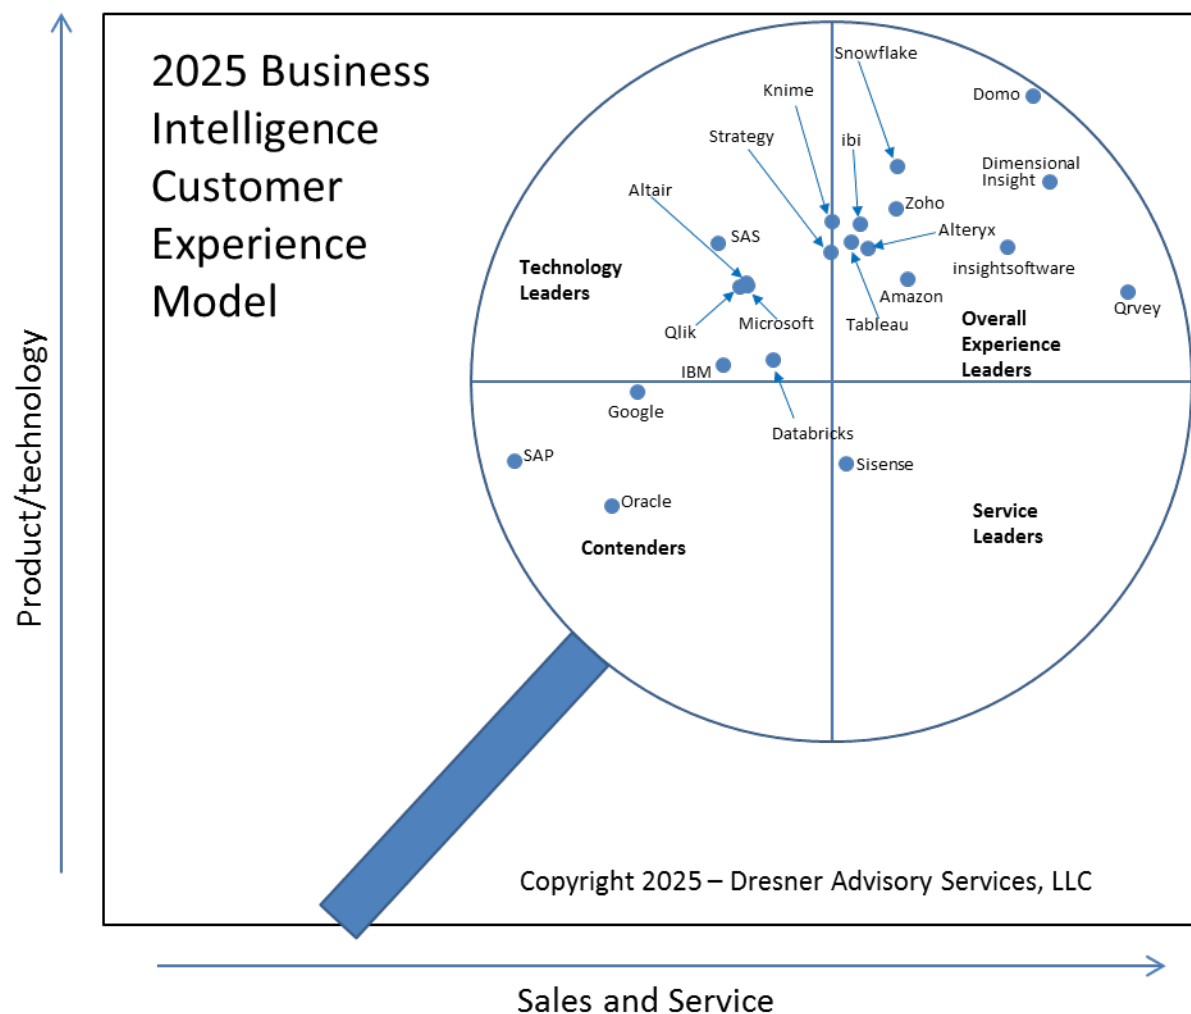 2025 Business
Intelligence
Customer
Experience
Model
Product/technology
Snowflake
Knime
Domo
Strategy
ibi
Dimensional
Insight
Altair
Zoho
SAS
Alteryx
Technology
Leaders
insightsoftware
Amazon
Qrvey
Qlik
Microsoft
Tableau
Overall
Experience
Leaders
IBM
Google
Databricks
SAP
Sisense
Oracle
Service
Leaders
Contenders
Copyright 2025 – Dresner Advisory Services, LLC
Sales and Service